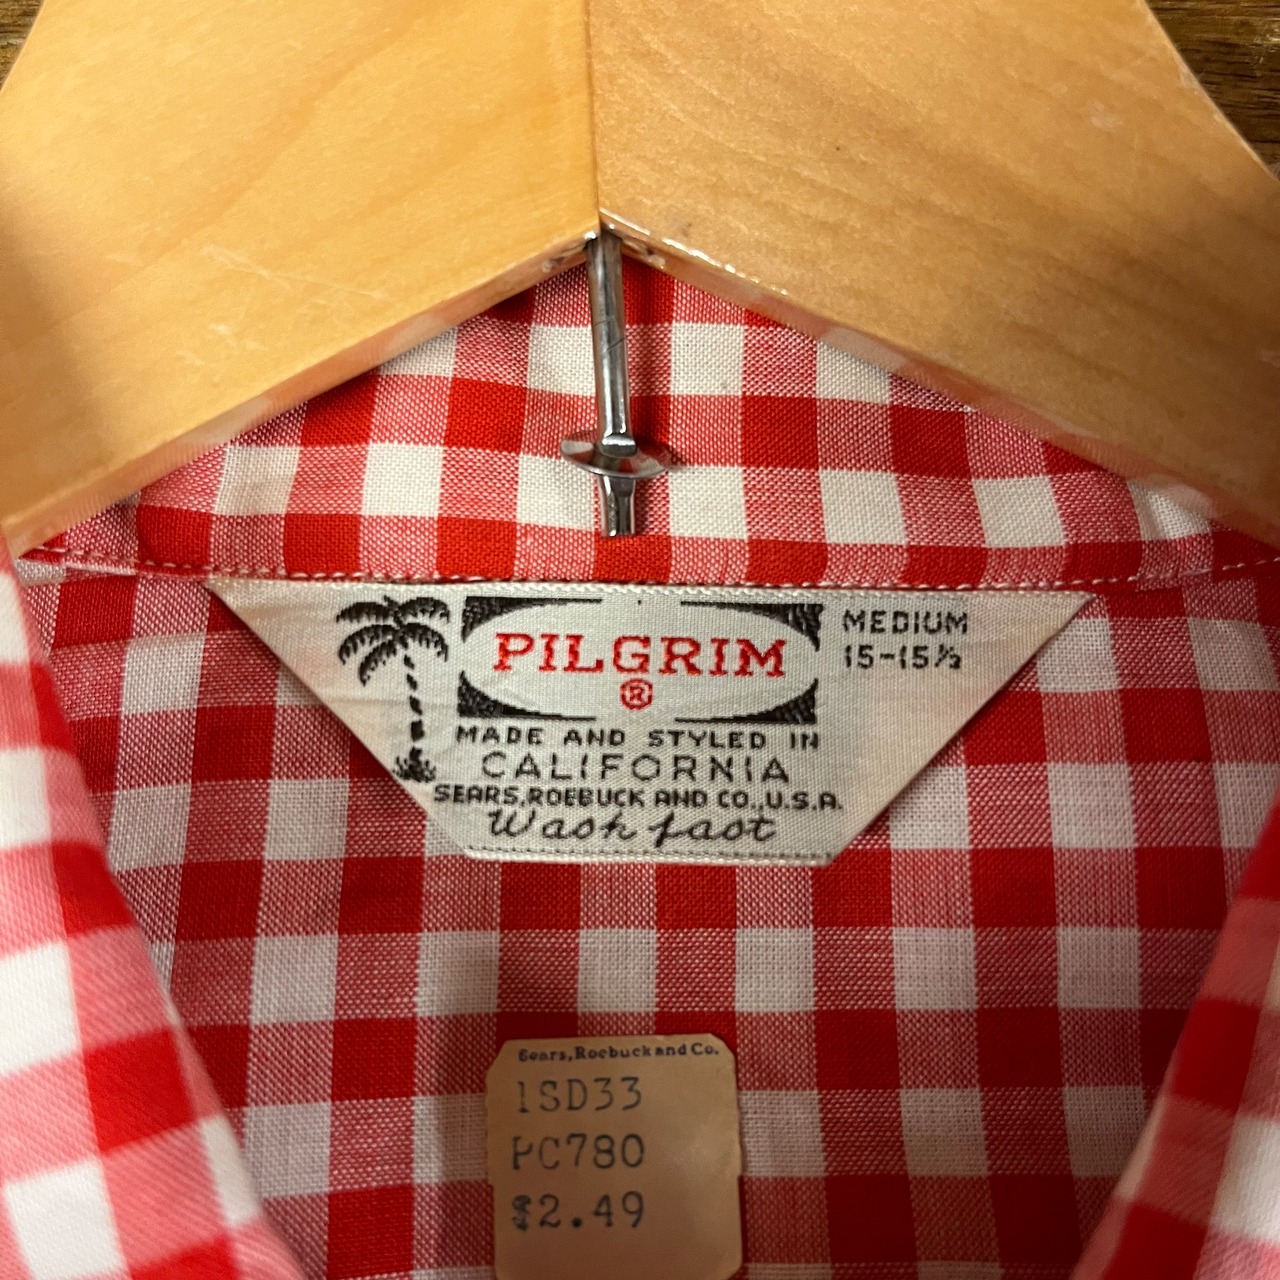 PILGRIM
®
MEDIUM
15-15½
MADE AND STYLED IN
CALIFORNIA
SEARS, ROEBUCK AND CO., U.S.A.
Wash fast
Sears, Roebuck and Co.
1SD33
PC780
$2.49